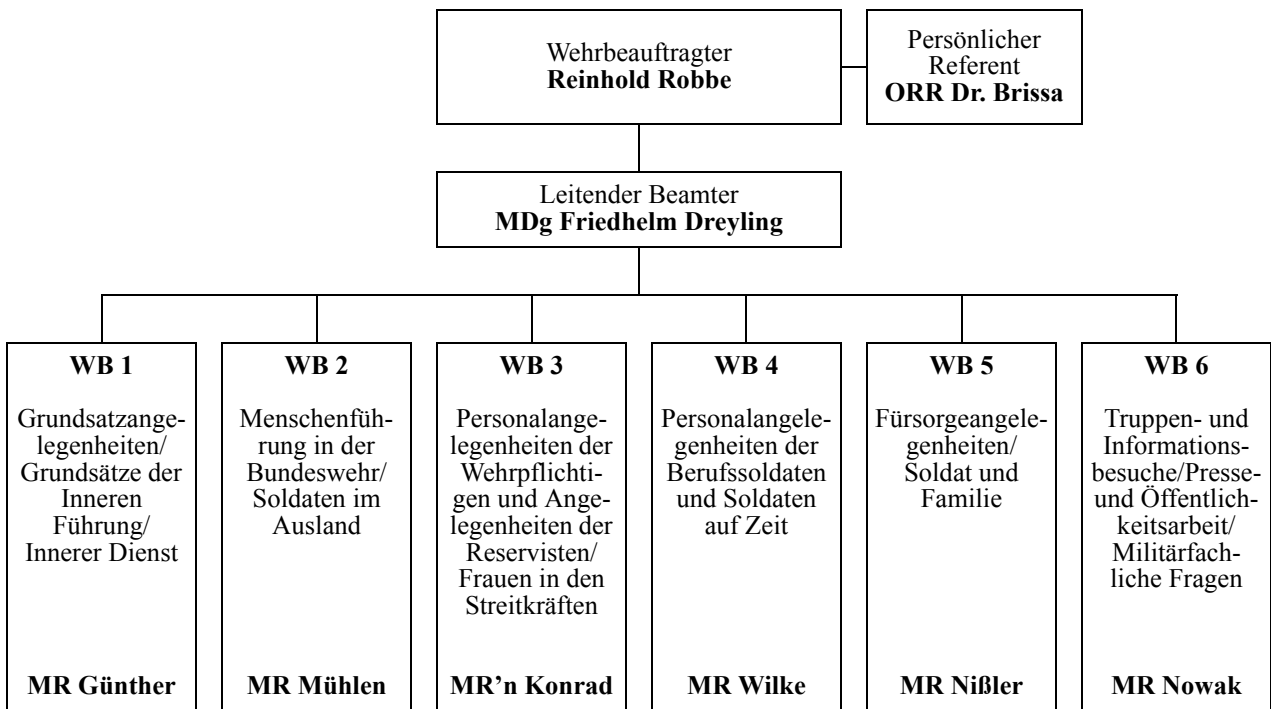 Wehrbeauftragter
Reinhold Robbe
Persönlicher
Referent
ORR Dr. Brissa
Leitender Beamter
MDg Friedhelm Dreyling
WB 1
Grundsatzange-
legenheiten/
Grundsätze der
Inneren
Führung/
Innerer Dienst
MR Günther
WB 2
Menschenfüh-
rung in der
Bundeswehr/
Soldaten im
Ausland
MR Mühlen
WB 3
Personalange-
legenheiten der
Wehrpflichti-
gen und Ange-
legenheiten der
Reservisten/
Frauen in den
Streitkräften
MR’n Konrad
WB 4
Personalangele-
genheiten der
Berufssoldaten
und Soldaten
auf Zeit
MR Wilke
WB 5
Fürsorgeangele-
genheiten/
Soldat und
Familie
MR Nißler
WB 6
Truppen- und
Informations-
besuche/Presse-
und Öffentlich-
keitsarbeit/
Militärfach-
liche Fragen
MR Nowak